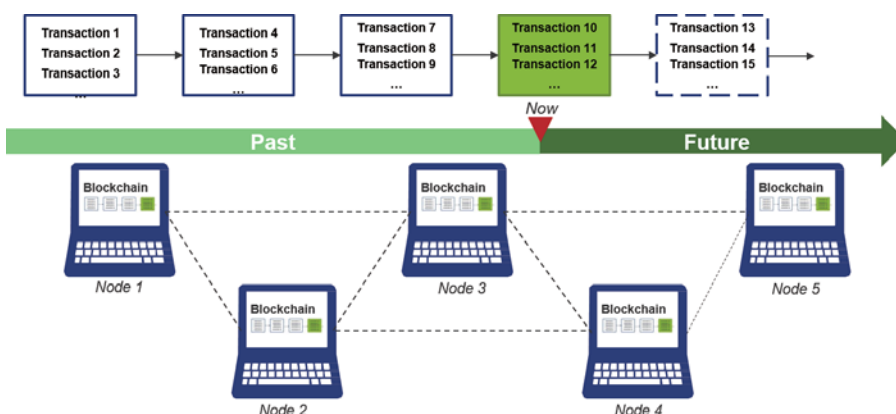 Transaction 1
Transaction 2
Transaction 3
...
Transaction 4
Transaction 5
Transaction 6
...
Transaction 7
Transaction 8
Transaction 9
...
Transaction 10
Transaction 11
Transaction 12
...
Transaction 13
Transaction 14
Transaction 15
...
Now
Past
Future
Blockchain
Node 1
Blockchain
Node 3
Blockchain
Node 5
Blockchain
Node 2
Blockchain
Node 4